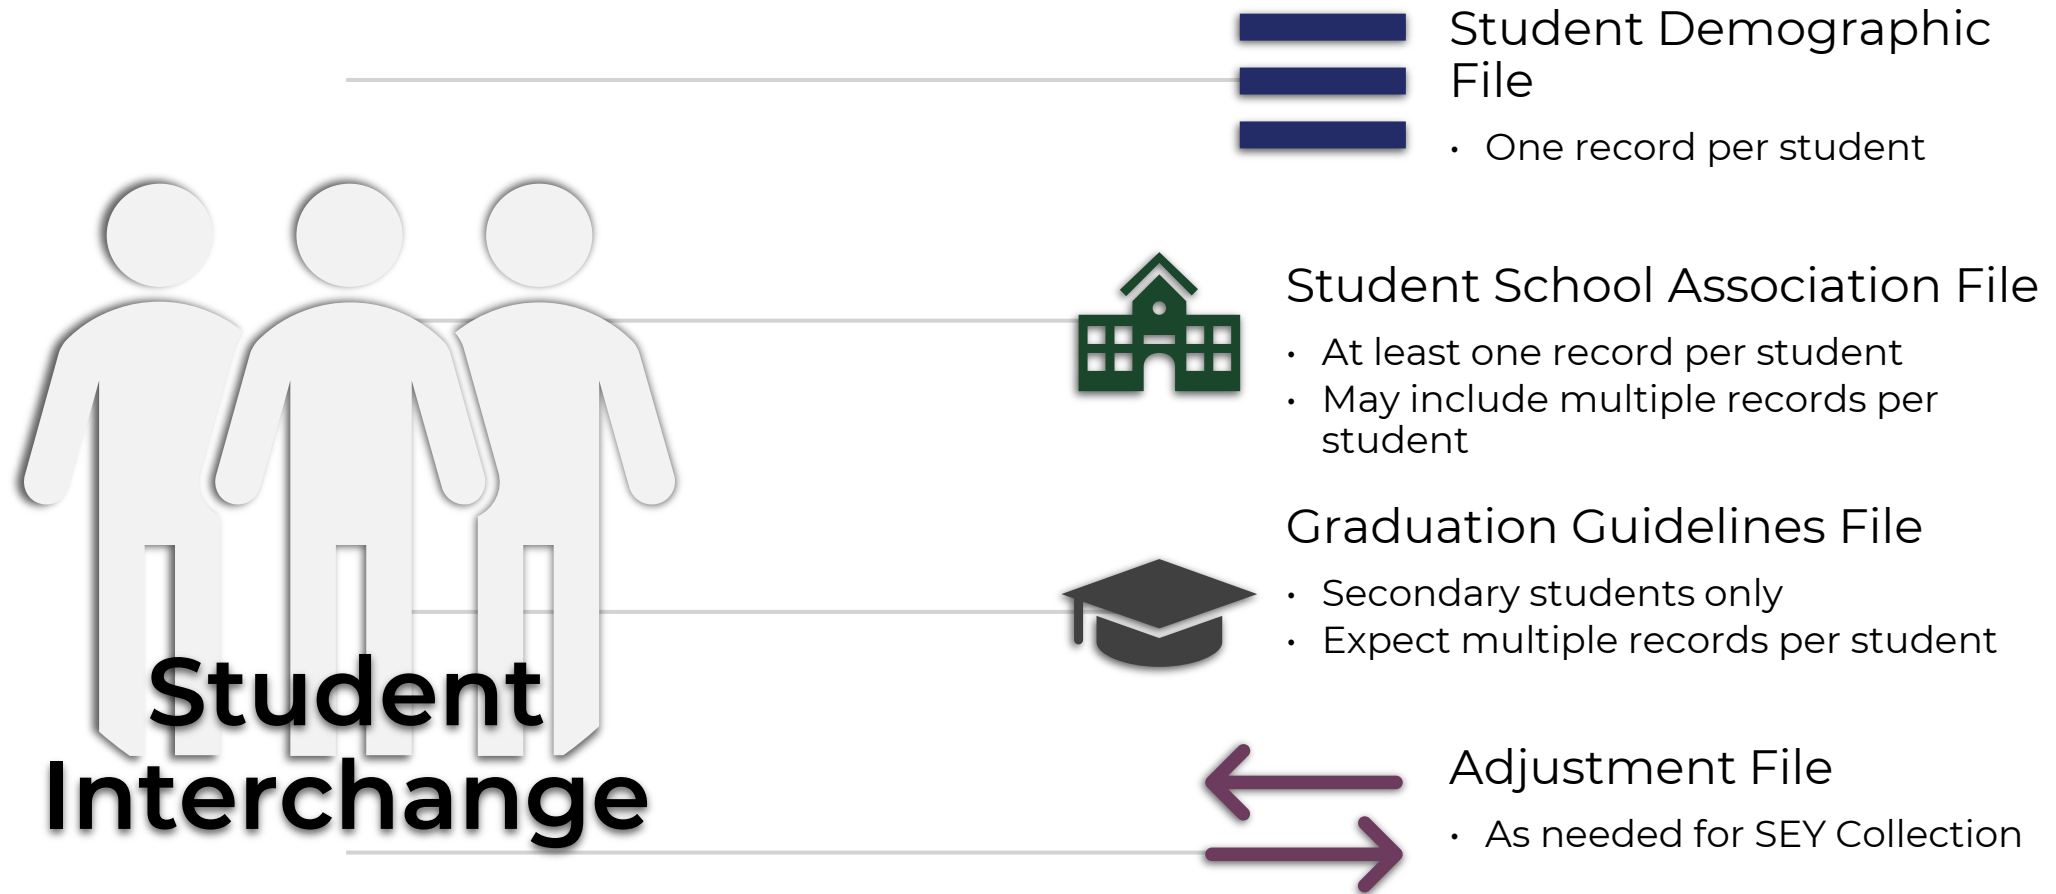 Student Demographic
File
• One record per student
Student School Association File
• At least one record per student
• May include multiple records per
student
Graduation Guidelines File
• Secondary students only
• Expect multiple records per student
Student
Interchange
Adjustment File
• As needed for SEY Collection